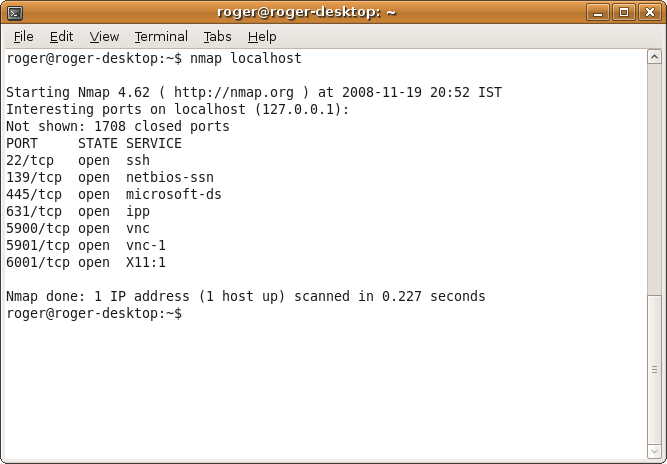 roger@roger-desktop: ~
File Edit View Terminal Tabs Help
roger@roger-desktop:~$ nmap localhost
Starting Nmap 4.62 ( http://nmap.org ) at 2008-11-19 20:52 IST
Interesting ports on localhost (127.0.0.1):
Not shown: 1708 closed ports
PORT     STATE SERVICE
22/tcp   open  ssh
139/tcp  open  netbios-ssn
445/tcp  open  microsoft-ds
631/tcp  open  ipp
5900/tcp open  vnc
5901/tcp open  vnc-1
6001/tcp open  X11:1
Nmap done: 1 IP address (1 host up) scanned in 0.227 seconds
roger@roger-desktop:~$